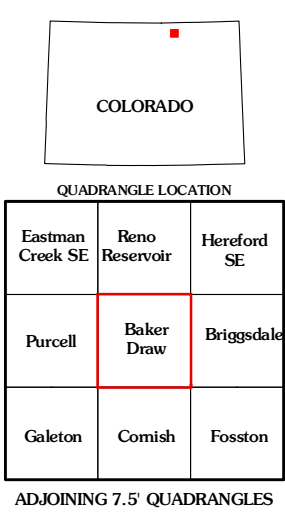 COLORADO
QUADRANGLE LOCATION
Eastman
Creek SE
Reno
Reservoir
Hereford
SE
Purcell
Baker
Draw
Briggsdale
Galeton
Cornish
Fosston
ADJOINING 7.5' QUADRANGLES